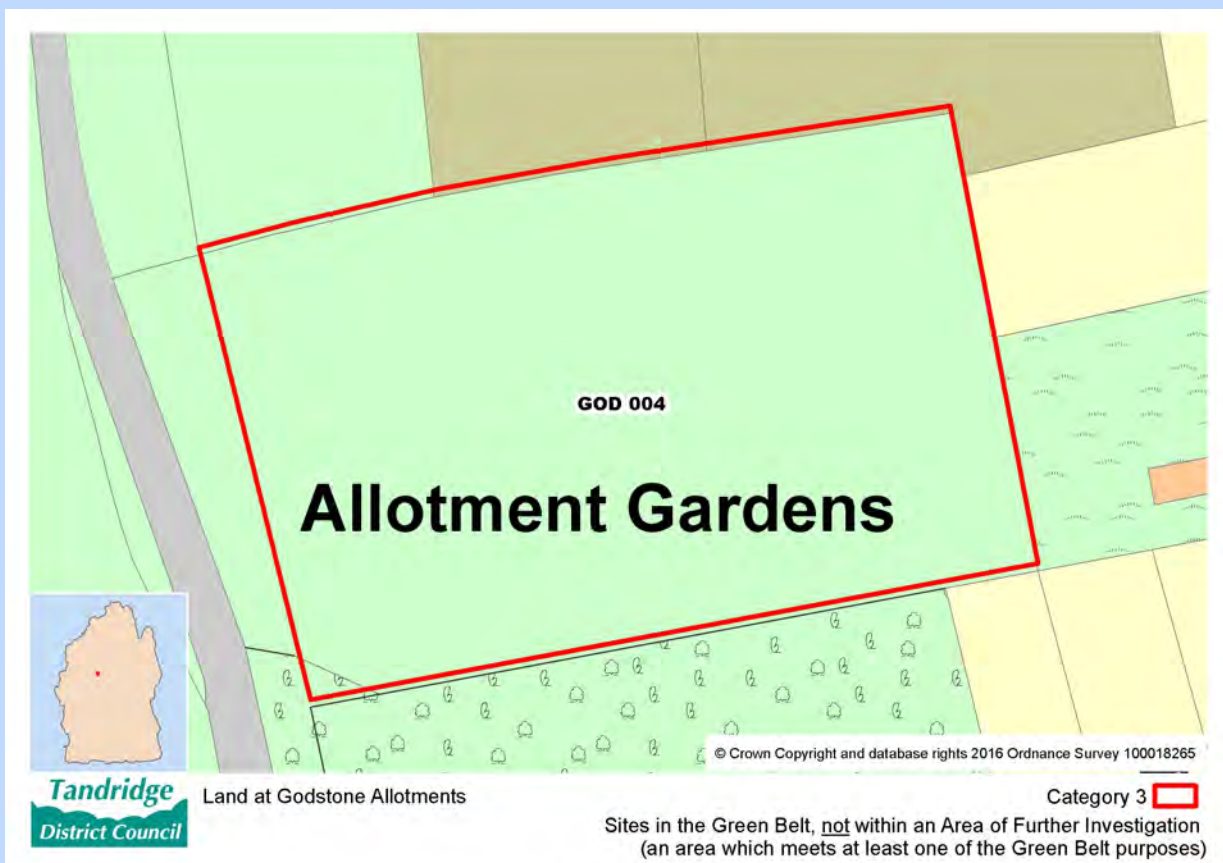 GOD 004
Allotment Gardens
© Crown Copyright and database rights 2016 Ordnance Survey 100018265
Tandridge
District Council
Land at Godstone Allotments
Category 3
Sites in the Green Belt, not within an Area of Further Investigation
(an area which meets at least one of the Green Belt purposes)